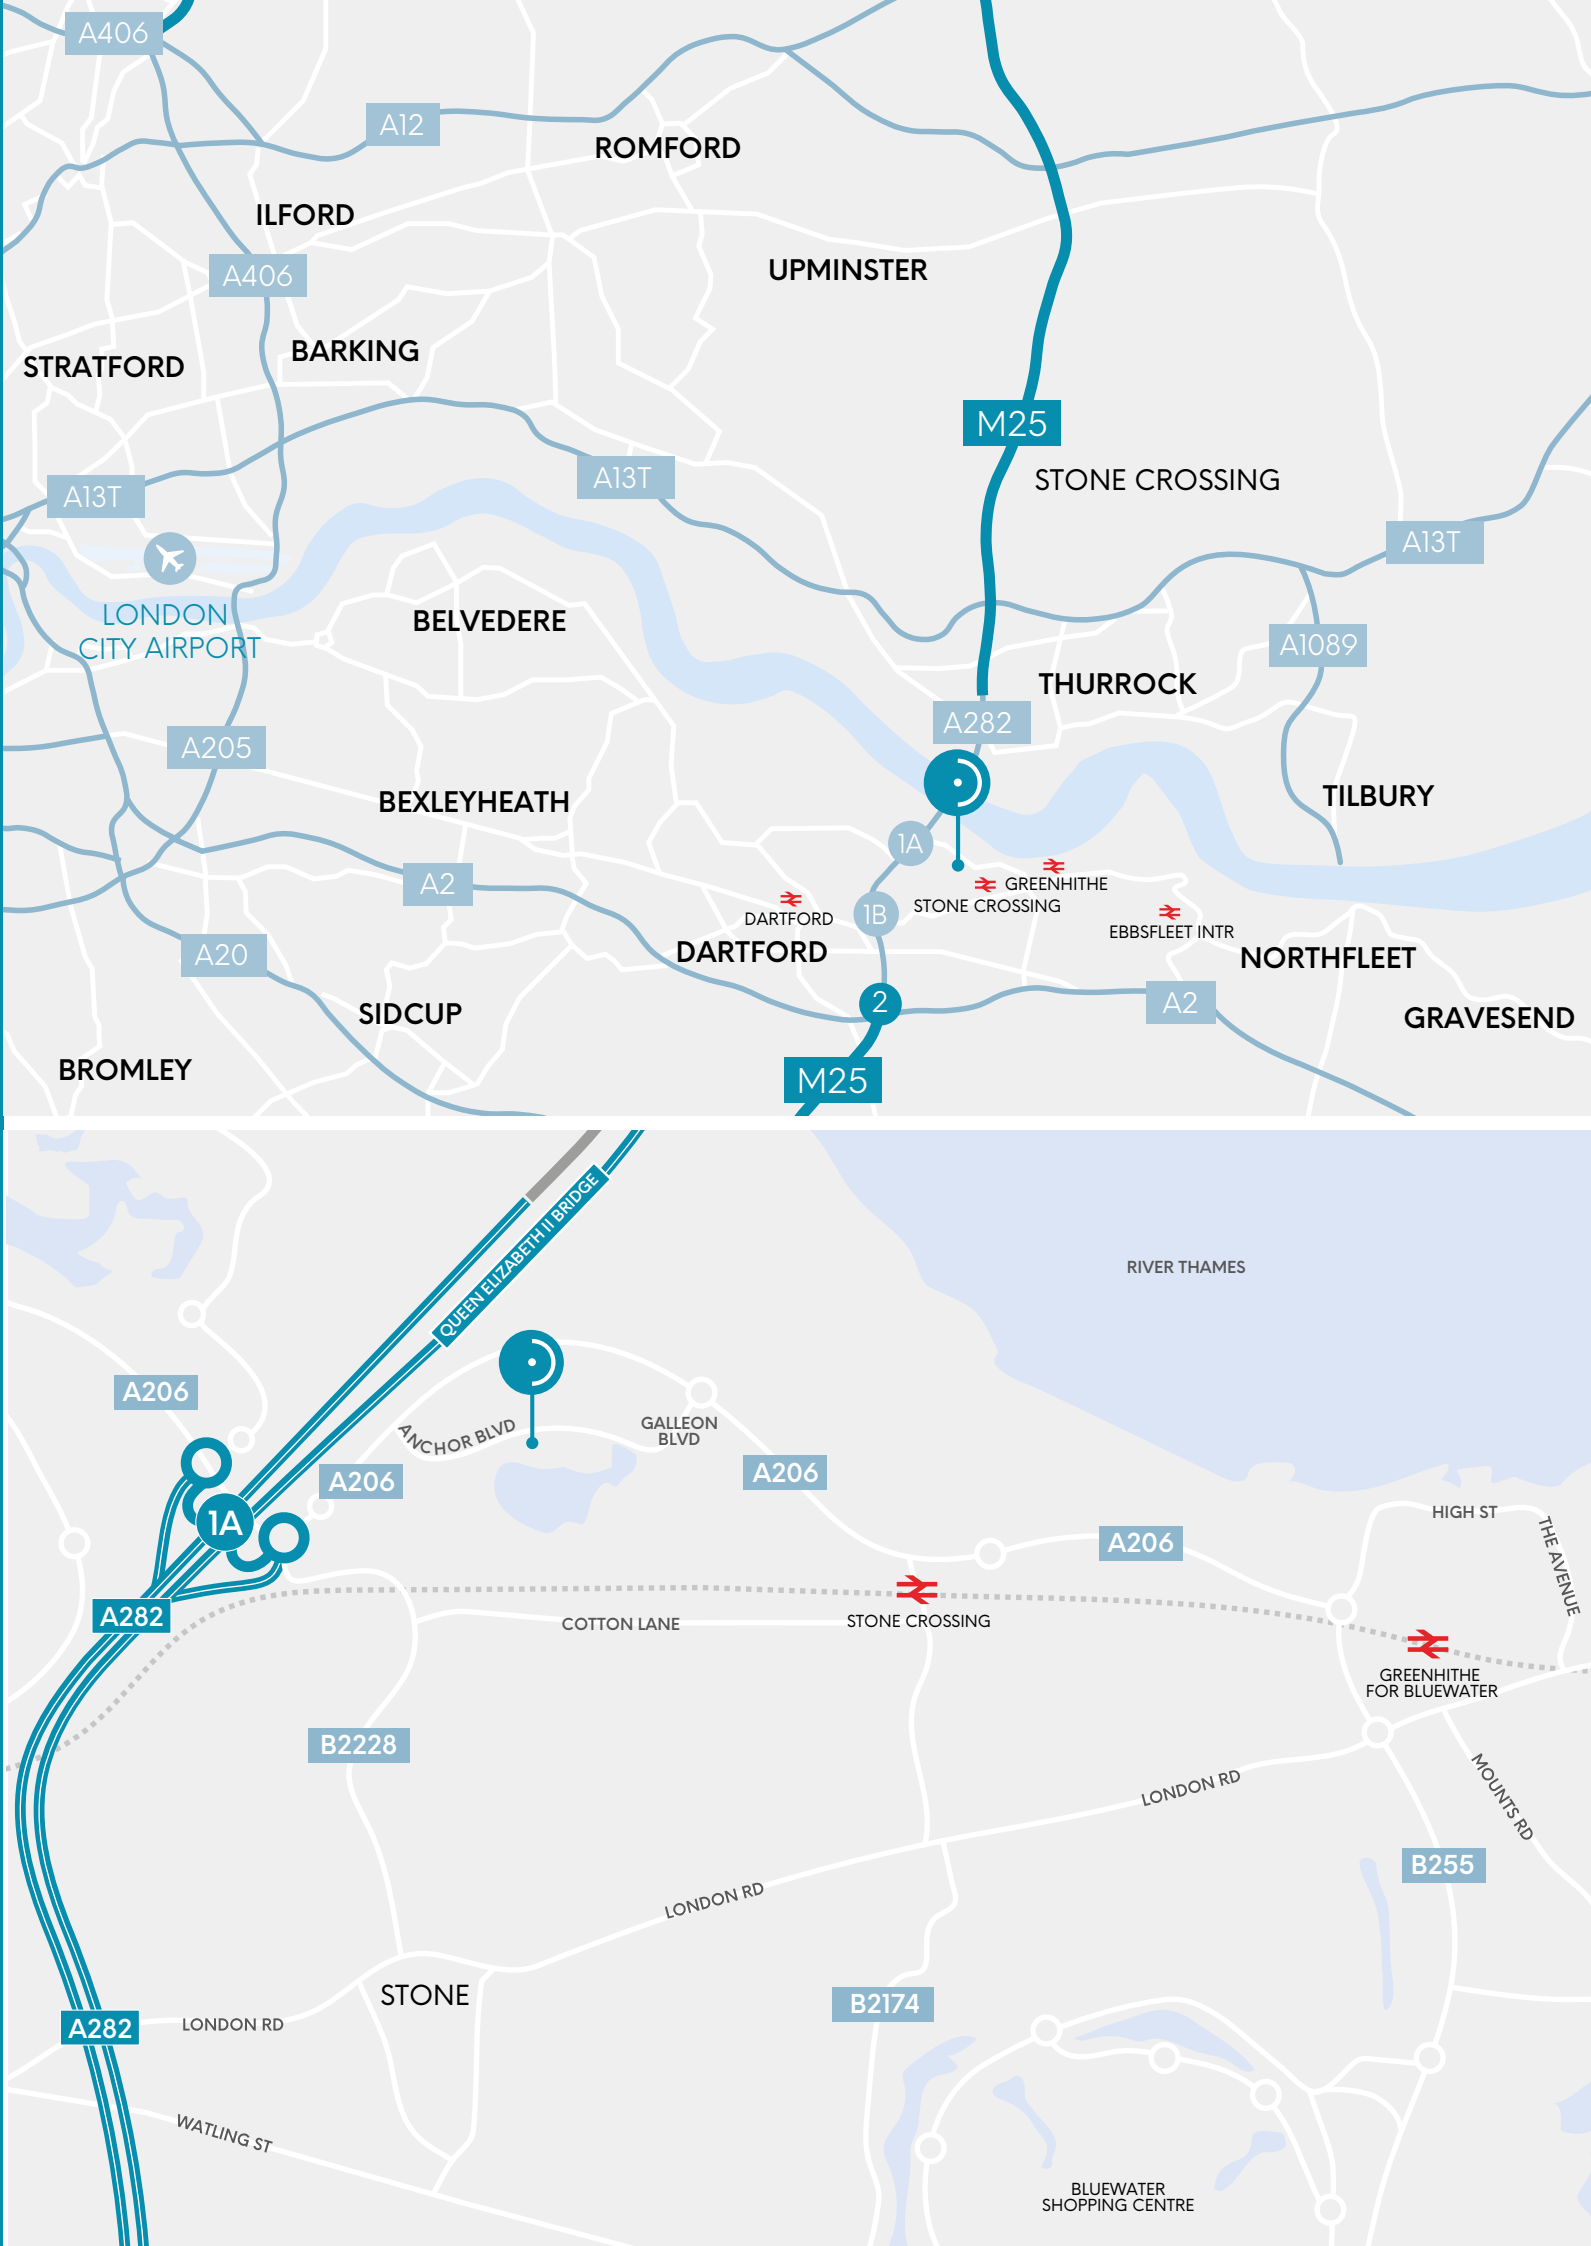 A406
A12
ROMFORD
ILFORD
A406
UPMINSTER
BARKING
STRATFORD
M25
STONE CROSSING
A13T
A13T
A13T
LONDON
CITY AIRPORT
BELVEDERE
A1089
THURROCK
A282
A205
BEXLEYHEATH
TILBURY
1A
A2
GREENHITHE
STONE CROSSING
1B
DARTFORD
EBBSFLEET INTR
DARTFORD
A20
NORTHFLEET
2
A2
SIDCUP
GRAVESEND
BROMLEY
M25
QUEEN ELIZABETH II BRIDGE
RIVER THAMES
A206
ANCHOR BLVD
GALLEON
BLVD
A206
A206
HIGH ST
THE AVENUE
1A
A206
A282
COTTON LANE
STONE CROSSING
GREENHITHE
FOR BLUEWATER
B2228
LONDON RD
MOUNTS RD
B255
LONDON RD
STONE
B2174
A282
LONDON RD
WATLING ST
BLUEWATER
SHOPPING CENTRE